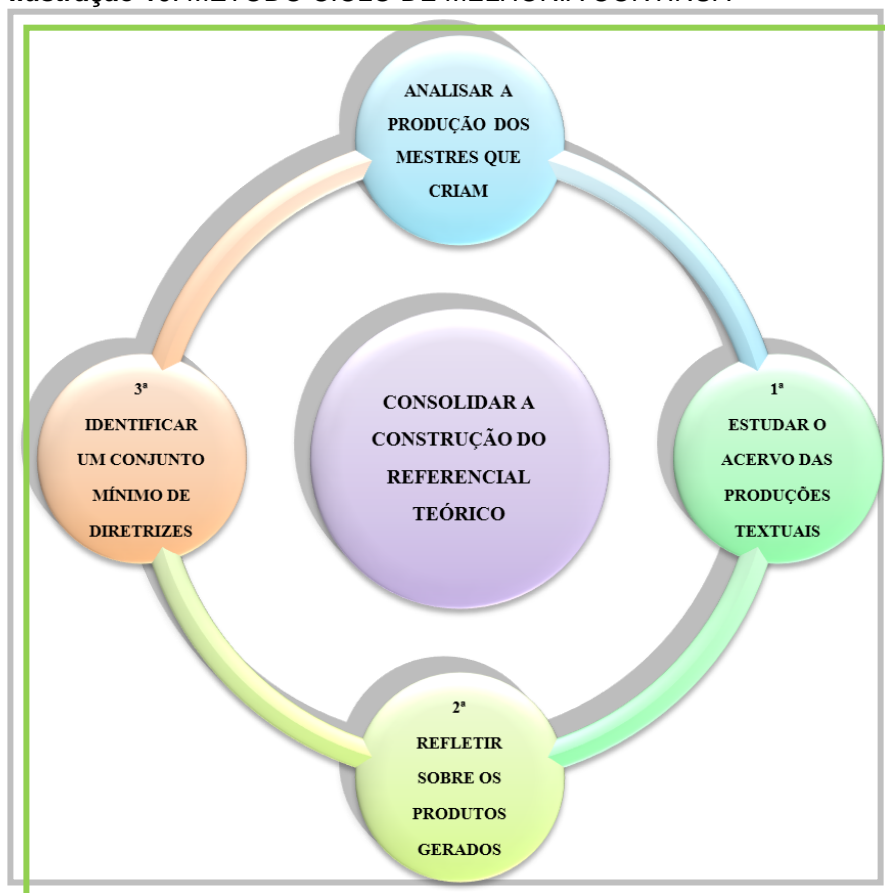 ANALISAR A
PRODUÇÃO DOS
MESTRES QUE
CRIAM
1ª
ESTUDAR O
ACERVO DAS
PRODUÇÕES
TEXTUAIS
2ª
REFLETIR
SOBRE OS
PRODUTOS
GERADOS
3ª
IDENTIFICAR
UM CONJUNTO
MÍNIMO DE
DIRETRIZES
CONSOLIDAR A
CONSTRUÇÃO DO
REFERENCIAL
TEÓRICO